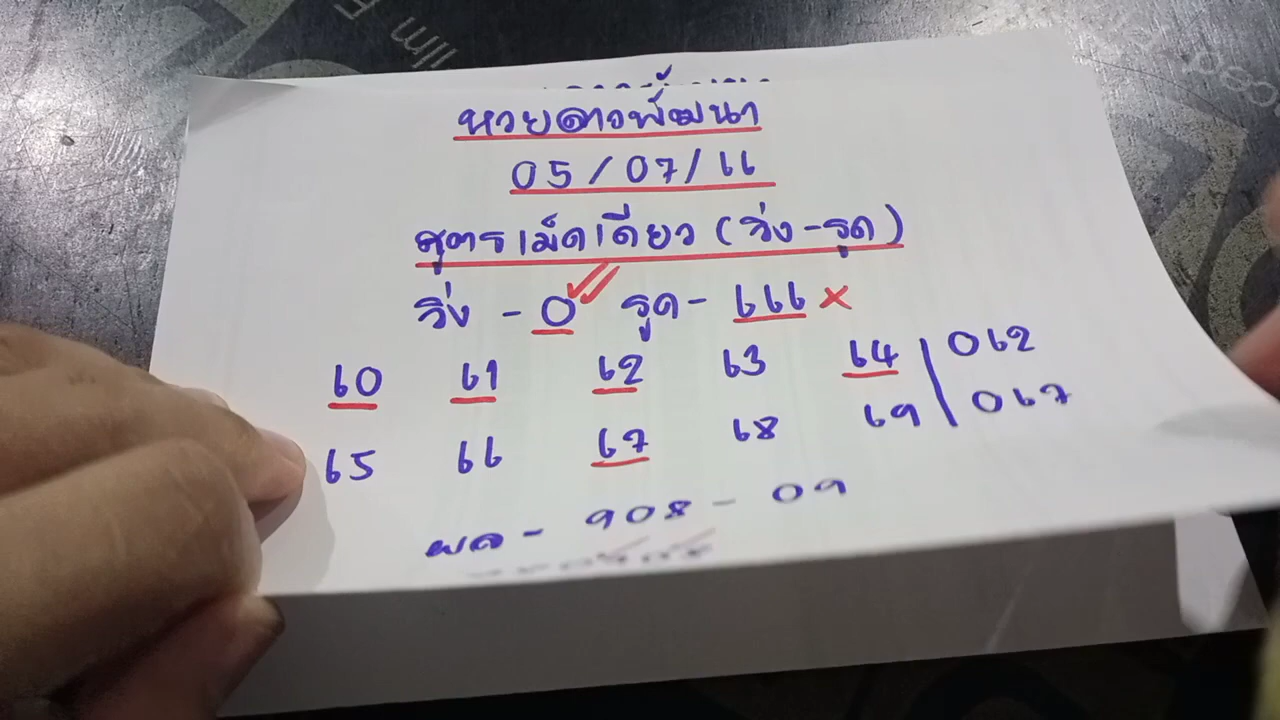 หวยลาวพัฒนา
05/07/66
สูตรเม็ดเดียว (วิ่ง-รูด)
วิ่ง - 0 รูด- 666 x
60 61 62 63 64 062
65 66 67 68 69 067
ผล - 908 - 09